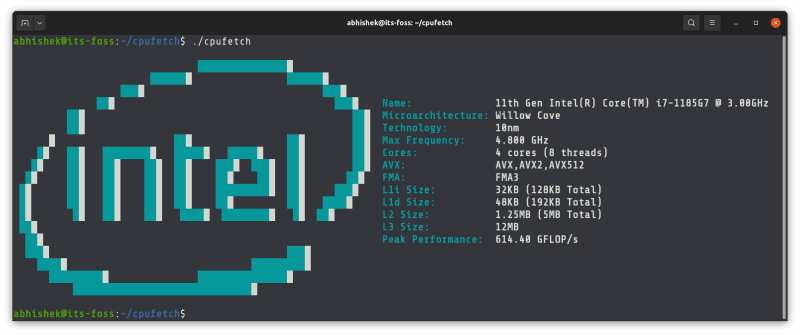 abhishek@its-foss: ~/cpufetch
abhishek@its-foss:~/cpufetch$ ./cpufetch
intel
Name: 11th Gen Intel(R) Core(TM) i7-1185G7 @ 3.00GHz
Microarchitecture: Willow Cove
Technology: 10nm
Max Frequency: 4.800 GHz
Cores: 4 cores (8 threads)
AVX: AVX,AVX2,AVX512
FMA: FMA3
L1i Size: 32KB (128KB Total)
L1d Size: 48KB (192KB Total)
L2 Size: 1.25MB (5MB Total)
L3 Size: 12MB
Peak Performance: 614.40 GFLOP/s
abhishek@its-foss:~/cpufetch$